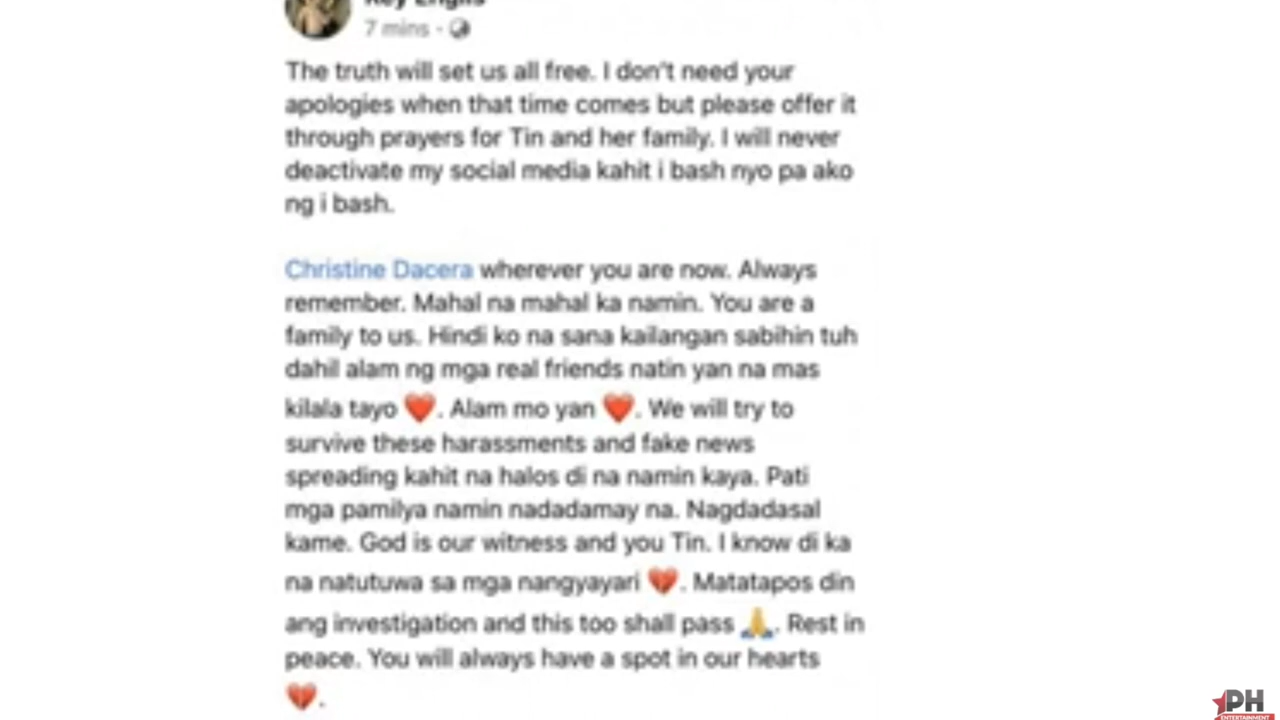 7 mins ·
The truth will set us all free. I don't need your
apologies when that time comes but please offer it
through prayers for Tin and her family. I will never
deactivate my social media kahit i bash nyo pa ako
ng i bash.
Christine Dacera wherever you are now. Always
remember. Mahal na mahal ka namin. You are a
family to us. Hindi ko na sana kailangan sabihin tuh
dahil alam ng mga real friends natin yan na mas
kilala tayo ❤️. Alam mo yan ❤️. We will try to
survive these harassments and fake news
spreading kahit na halos di na namin kaya. Pati
mga pamilya namin nadadamay na. Nagdadasal
kame. God is our witness and you Tin. I know di ka
na natutuwa sa mga nangyayari 💔. Matatapos din
ang investigation and this too shall pass 🙏. Rest in
peace. You will always have a spot in our hearts
💔.
PH
ENTERTAINMENT